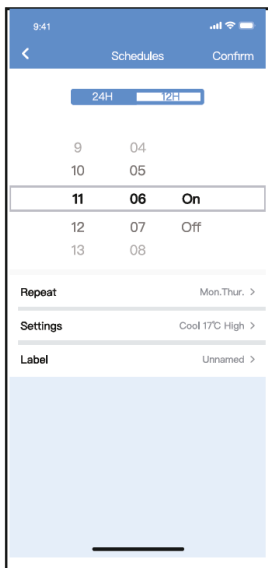 9:41
Schedules Confirm
24H 12H
9 04
10 05
11 06 On
12 07 Off
13 08
Repeat Mon.Thur. >
Settings Cool 17℃ High >
Label Unnamed >